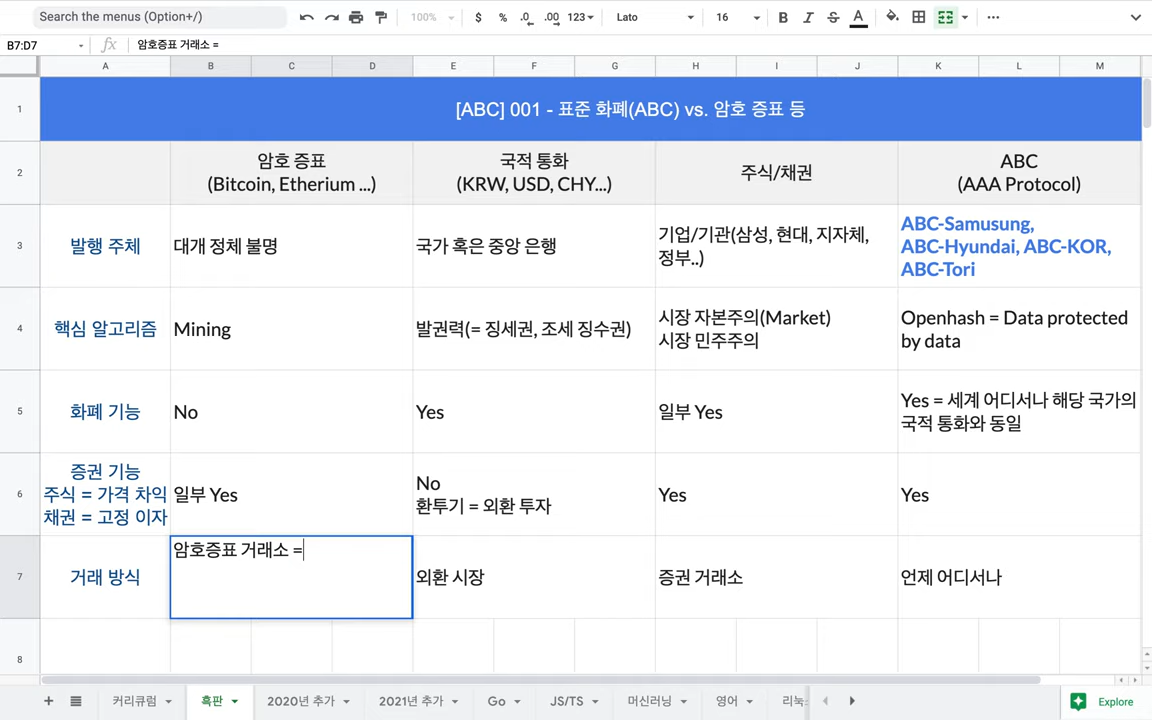 Search the menus (Option+/)
100%
$ % .0 .00 123
Lato
16
B I S A
B7:D7
fx 암호증표 거래소 =
A B C D E F G H I J K L M
1
[ABC] 001 - 표준 화폐(ABC) vs. 암호 증표 등
2
암호 증표
(Bitcoin, Etherium ...)
국적 통화
(KRW, USD, CHY...)
주식/채권
ABC
(AAA Protocol)
3
발행 주체
대개 정체 불명
국가 혹은 중앙 은행
기업/기관(삼성, 현대, 지자체,
정부..)
ABC-Samusung,
ABC-Hyundai, ABC-KOR,
ABC-Tori
4
핵심 알고리즘
Mining
발권력(= 징세권, 조세 징수권)
시장 자본주의(Market)
시장 민주주의
Openhash = Data protected
by data
5
화폐 기능
No
Yes
일부 Yes
Yes = 세계 어디서나 해당 국가의
국적 통화와 동일
6
증권 기능
주식 = 가격 차익
채권 = 고정 이자
일부 Yes
No
환투기 = 외환 투자
Yes
Yes
7
거래 방식
암호증표 거래소 =
외환 시장
증권 거래소
언제 어디서나
8
커리큘럼
흑판
2020년 추가
2021년 추가
Go
JS/TS
머신러닝
영어
리눅
Explore